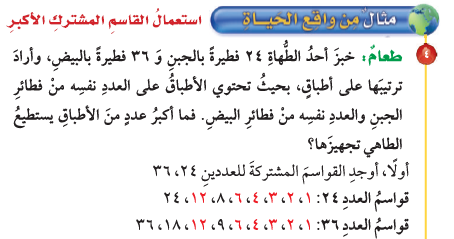 مثالٌ من واقع الحياة استعمالُ القاسمِ المشتركِ الأكبرِ
٤ طعامٌ: خبزَ أحدُ الطُّهاةِ ٢٤ فطيرةً بالجبنِ وَ ٣٦ فطيرةً بالبيضِ، وأرادَ
ترتيبَها على أطباقٍ، بحيثُ تحتوي الأطباقُ على العددِ نفسِه منْ فطائرِ
الجبنِ والعددِ نفسِه منْ فطائرِ البيضِ. فما أكبرُ عددٍ منَ الأطباقِ يستطيعُ
الطاهي تجهيزَها؟
أولًا، أوجدِ القواسمَ المشتركةَ للعددينِ ٢٤، ٣٦
قواسمُ العددِ ٢٤: ١، ٢، ٣، ٤، ٦، ٨، ١٢، ٢٤
قواسمُ العددِ ٣٦: ١، ٢، ٣، ٤، ٦، ٩، ١٢، ١٨، ٣٦